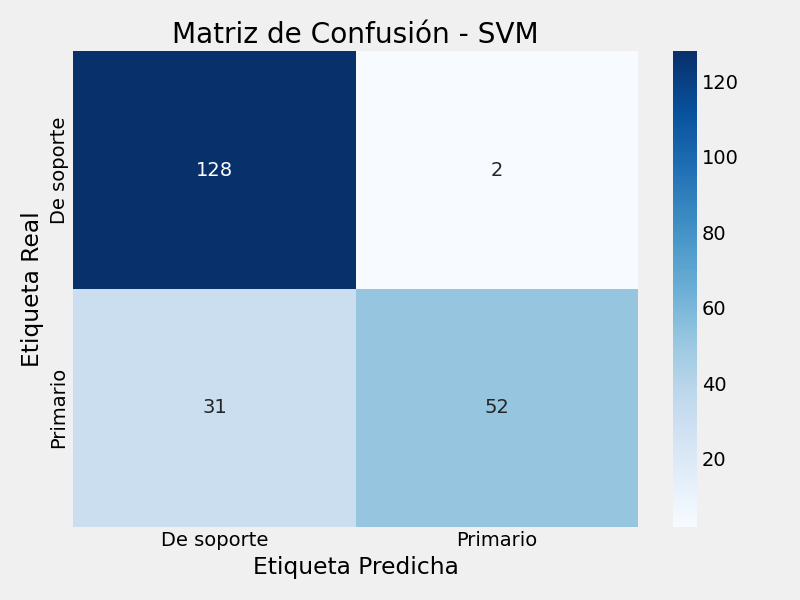 Matriz de Confusión - SVM
Etiqueta Real
De soporte
128
2
Primario
31
52
De soporte
Primario
Etiqueta Predicha
120
100
80
60
40
20